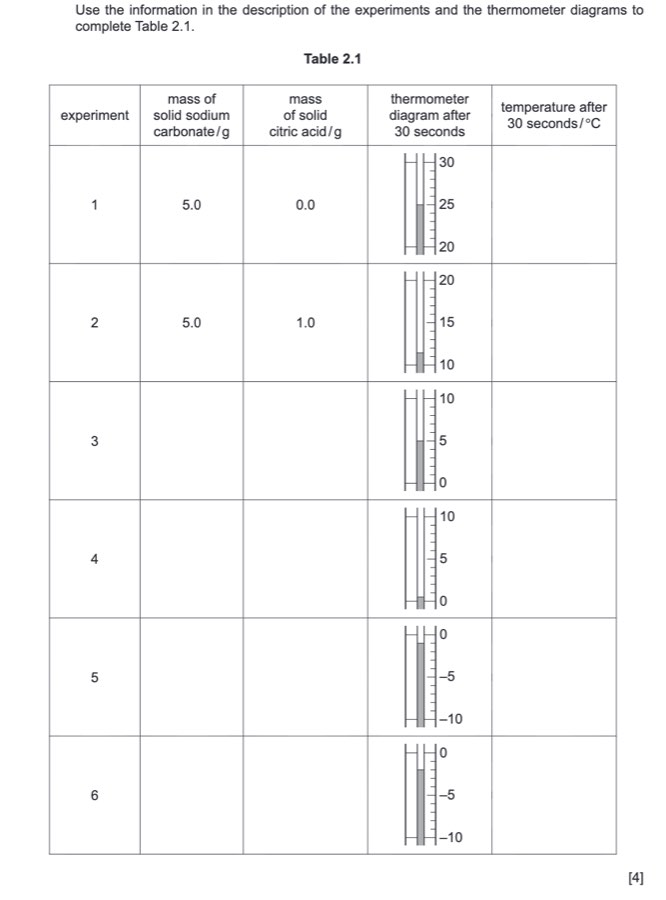 Use the information in the description of the experiments and the thermometer diagrams to
complete Table 2.1.
Table 2.1
experiment
mass of
solid sodium
carbonate/g
mass
of solid
citric acid/g
thermometer
diagram after
30 seconds
temperature after
30 seconds/°C
1
5.0
0.0
30
25
20
2
5.0
1.0
20
15
10
3
10
5
0
4
10
5
0
5
0
–5
–10
6
0
–5
–10
[4]